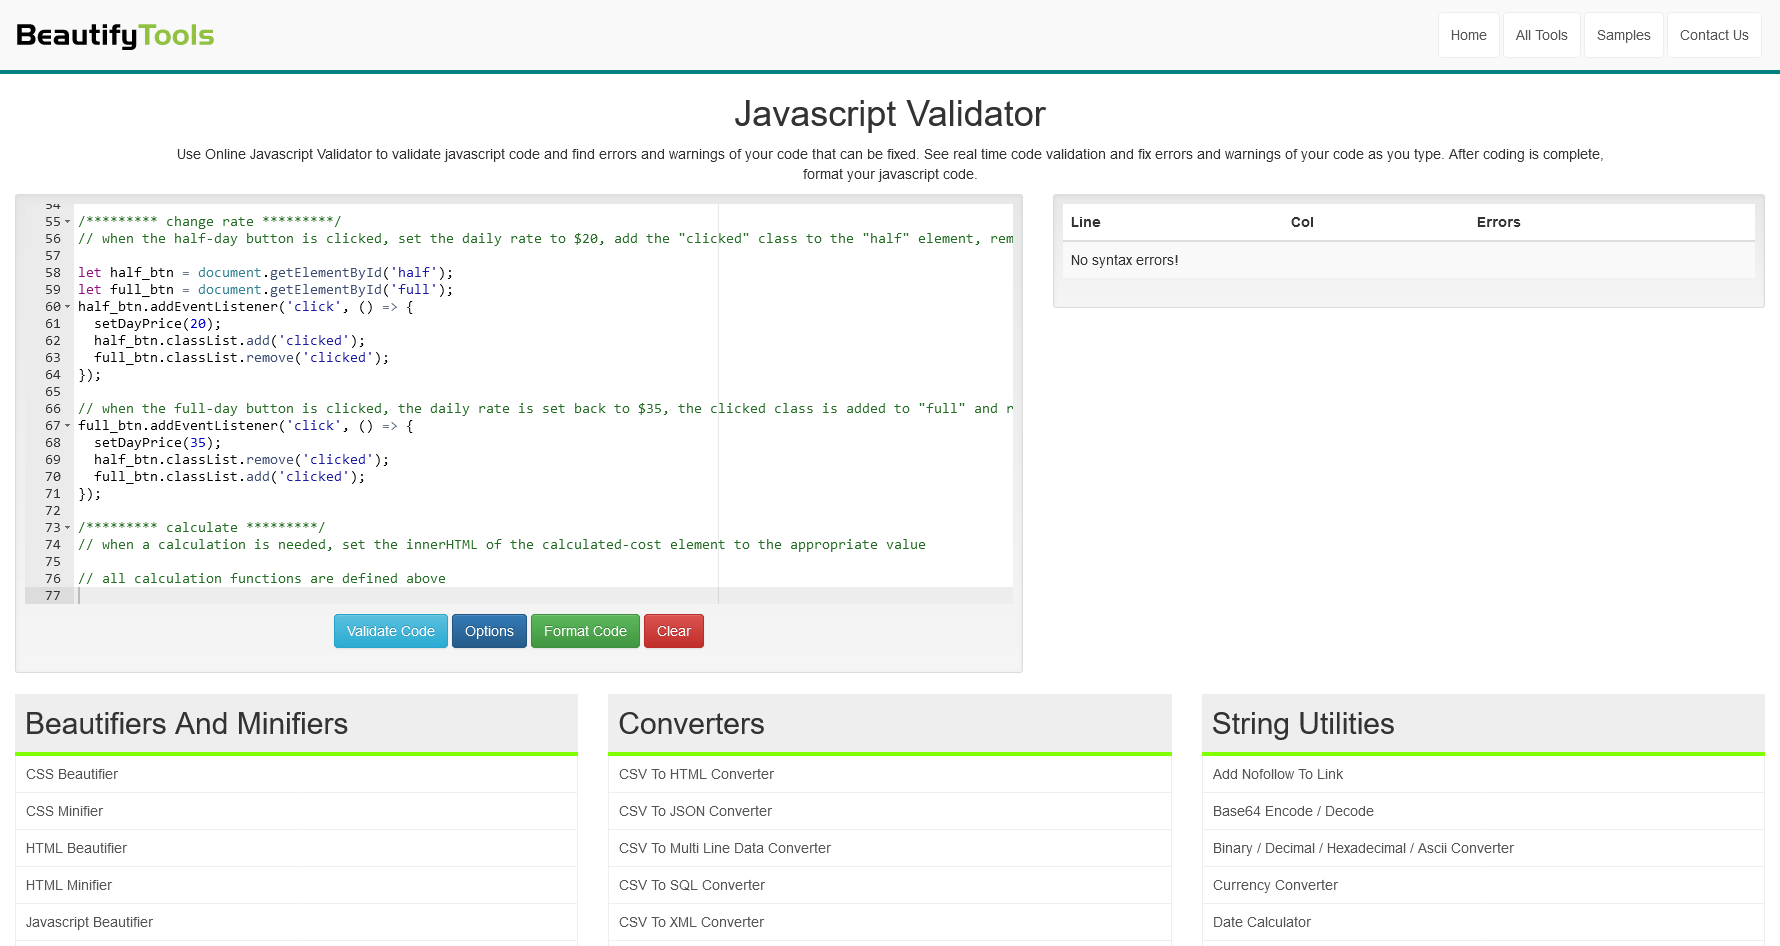 BeautifyTools
Home
All Tools
Samples
Contact Us
Javascript Validator
Use Online Javascript Validator to validate javascript code and find errors and warnings of your code that can be fixed. See real time code validation and fix errors and warnings of your code as you type. After coding is complete,
format your javascript code.
54
55 /********* change rate *********/
56 // when the half-day button is clicked, set the daily rate to $20, add the "clicked" class to the "half" element, rem
57
58 let half_btn = document.getElementById('half');
59 let full_btn = document.getElementById('full');
60 half_btn.addEventListener('click', () => {
61 setDayPrice(20);
62 half_btn.classList.add('clicked');
63 full_btn.classList.remove('clicked');
64 });
65
66 // when the full-day button is clicked, the daily rate is set back to $35, the clicked class is added to "full" and r
67 full_btn.addEventListener('click', () => {
68 setDayPrice(35);
69 half_btn.classList.remove('clicked');
70 full_btn.classList.add('clicked');
71 });
72
73 /********* calculate *********/
74 // when a calculation is needed, set the innerHTML of the calculated-cost element to the appropriate value
75
76 // all calculation functions are defined above
77
Validate Code
Options
Format Code
Clear
Line Col Errors
No syntax errors!
Beautifiers And Minifiers
CSS Beautifier
CSS Minifier
HTML Beautifier
HTML Minifier
Javascript Beautifier
Converters
CSV To HTML Converter
CSV To JSON Converter
CSV To Multi Line Data Converter
CSV To SQL Converter
CSV To XML Converter
String Utilities
Add Nofollow To Link
Base64 Encode / Decode
Binary / Decimal / Hexadecimal / Ascii Converter
Currency Converter
Date Calculator